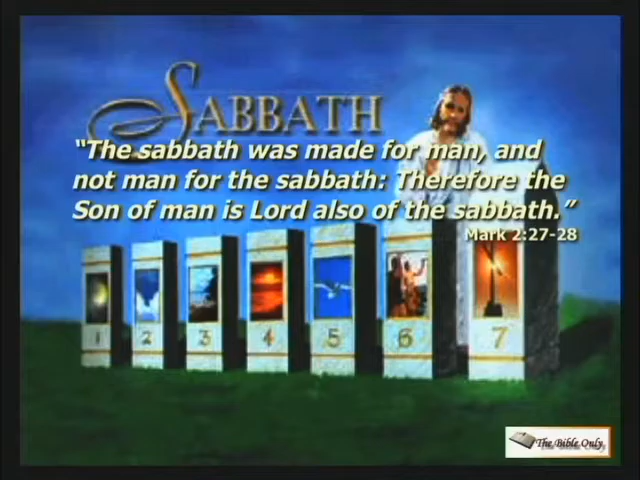 SABBATH
“The sabbath was made for man, and
not man for the sabbath: Therefore the
Son of man is Lord also of the sabbath.”
Mark 2:27-28
1 2 3 4 5 6 7
The Bible Only